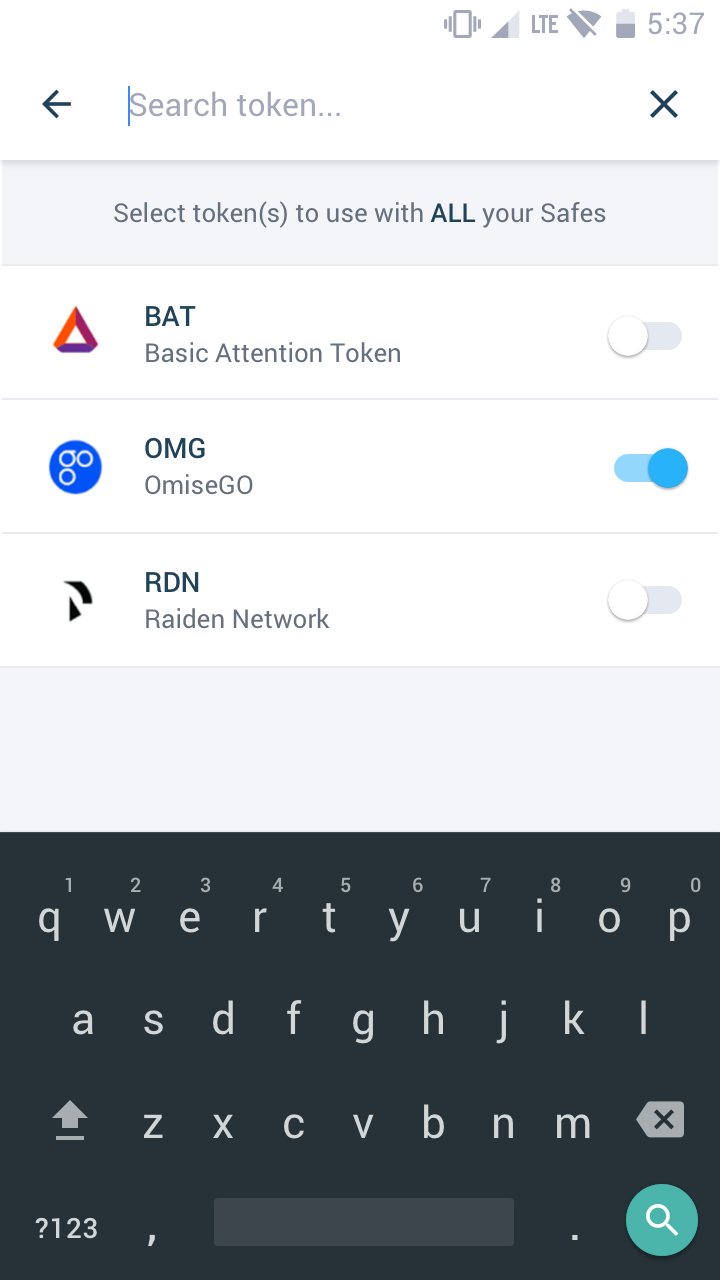 LTE 5:37
Search token...
Select token(s) to use with ALL your Safes
BAT
Basic Attention Token
OMG
OmiseGO
RDN
Raiden Network
1 2 3 4 5 6 7 8 9 0
q w e r t y u i o p
a s d f g h j k l
z x c v b n m
?123 , .